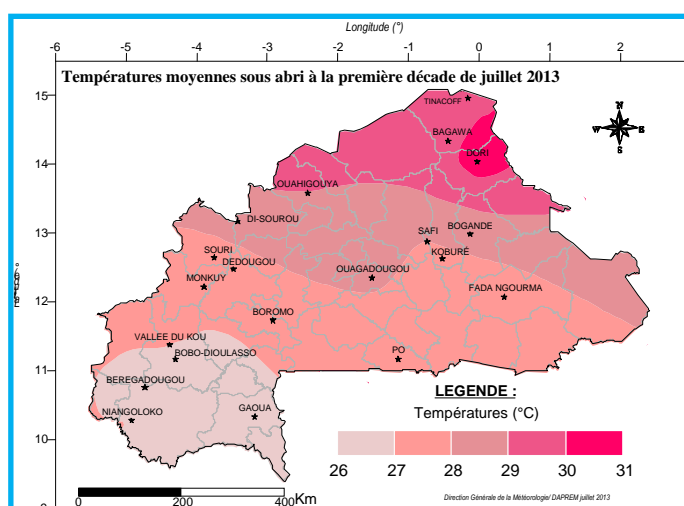 Longitude (°)
-6 -5 -4 -3 -2 -1 0 1 2
Températures moyennes sous abri à la première décade de juillet 2013
15
TINACOFF
N
W E
S
BAGAWA
14
DORI
OUAHIGOUYA
DI-SOUROU
BOGANDE
13
SAFI
SOURI
KOBURÉ
DEDOUGOU
OUAGADOUGOU
MONKUY
FADA NGOURMA
12
BOROMO
VALLEE DU KOU
BOBO-DIOULASSO
PO
11
BEREGADOUGOU
LEGENDE :
NIANGOLOKO
GAOUA
Températures (°C)
10
26 27 28 29 30 31
0 200 400 Km
Direction Générale de la Météorologie/ DAPREM juillet 2013